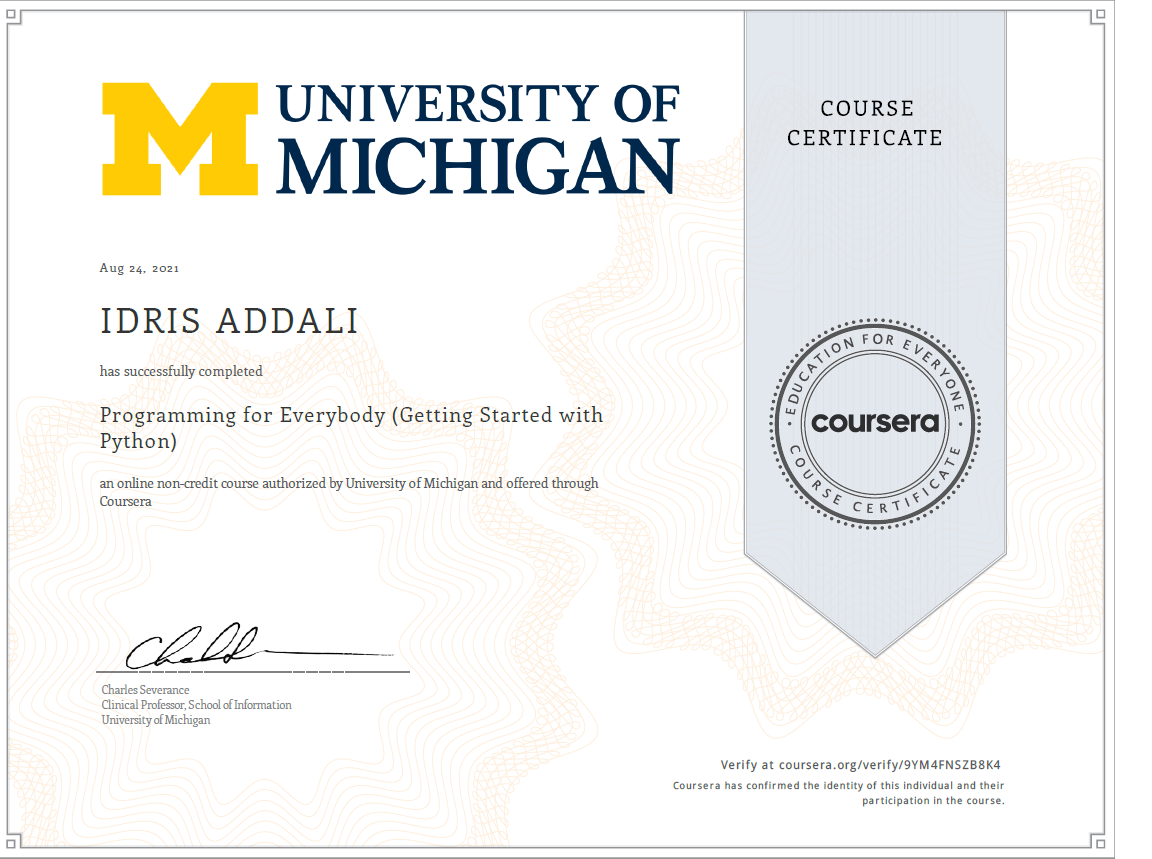 UNIVERSITY OF
MICHIGAN
COURSE
CERTIFICATE
Aug 24, 2021
IDRIS ADDALI
has successfully completed
Programming for Everybody (Getting Started with
Python)
an online non-credit course authorized by University of Michigan and offered through
Coursera
EDUCATION FOR EVERYONE
coursera
COURSE CERTIFICATE
Charles Severance
Clinical Professor, School of Information
University of Michigan
Verify at coursera.org/verify/9YM4FNSZB8K4
Coursera has confirmed the identity of this individual and their
participation in the course.